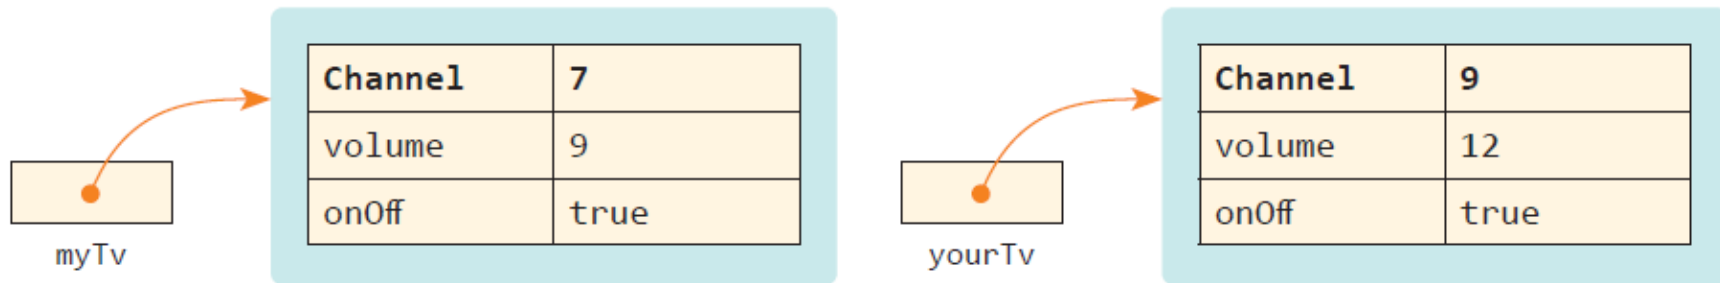 Channel 7
volume 9
onOff true
myTv
Channel 9
volume 12
onOff true
yourTv